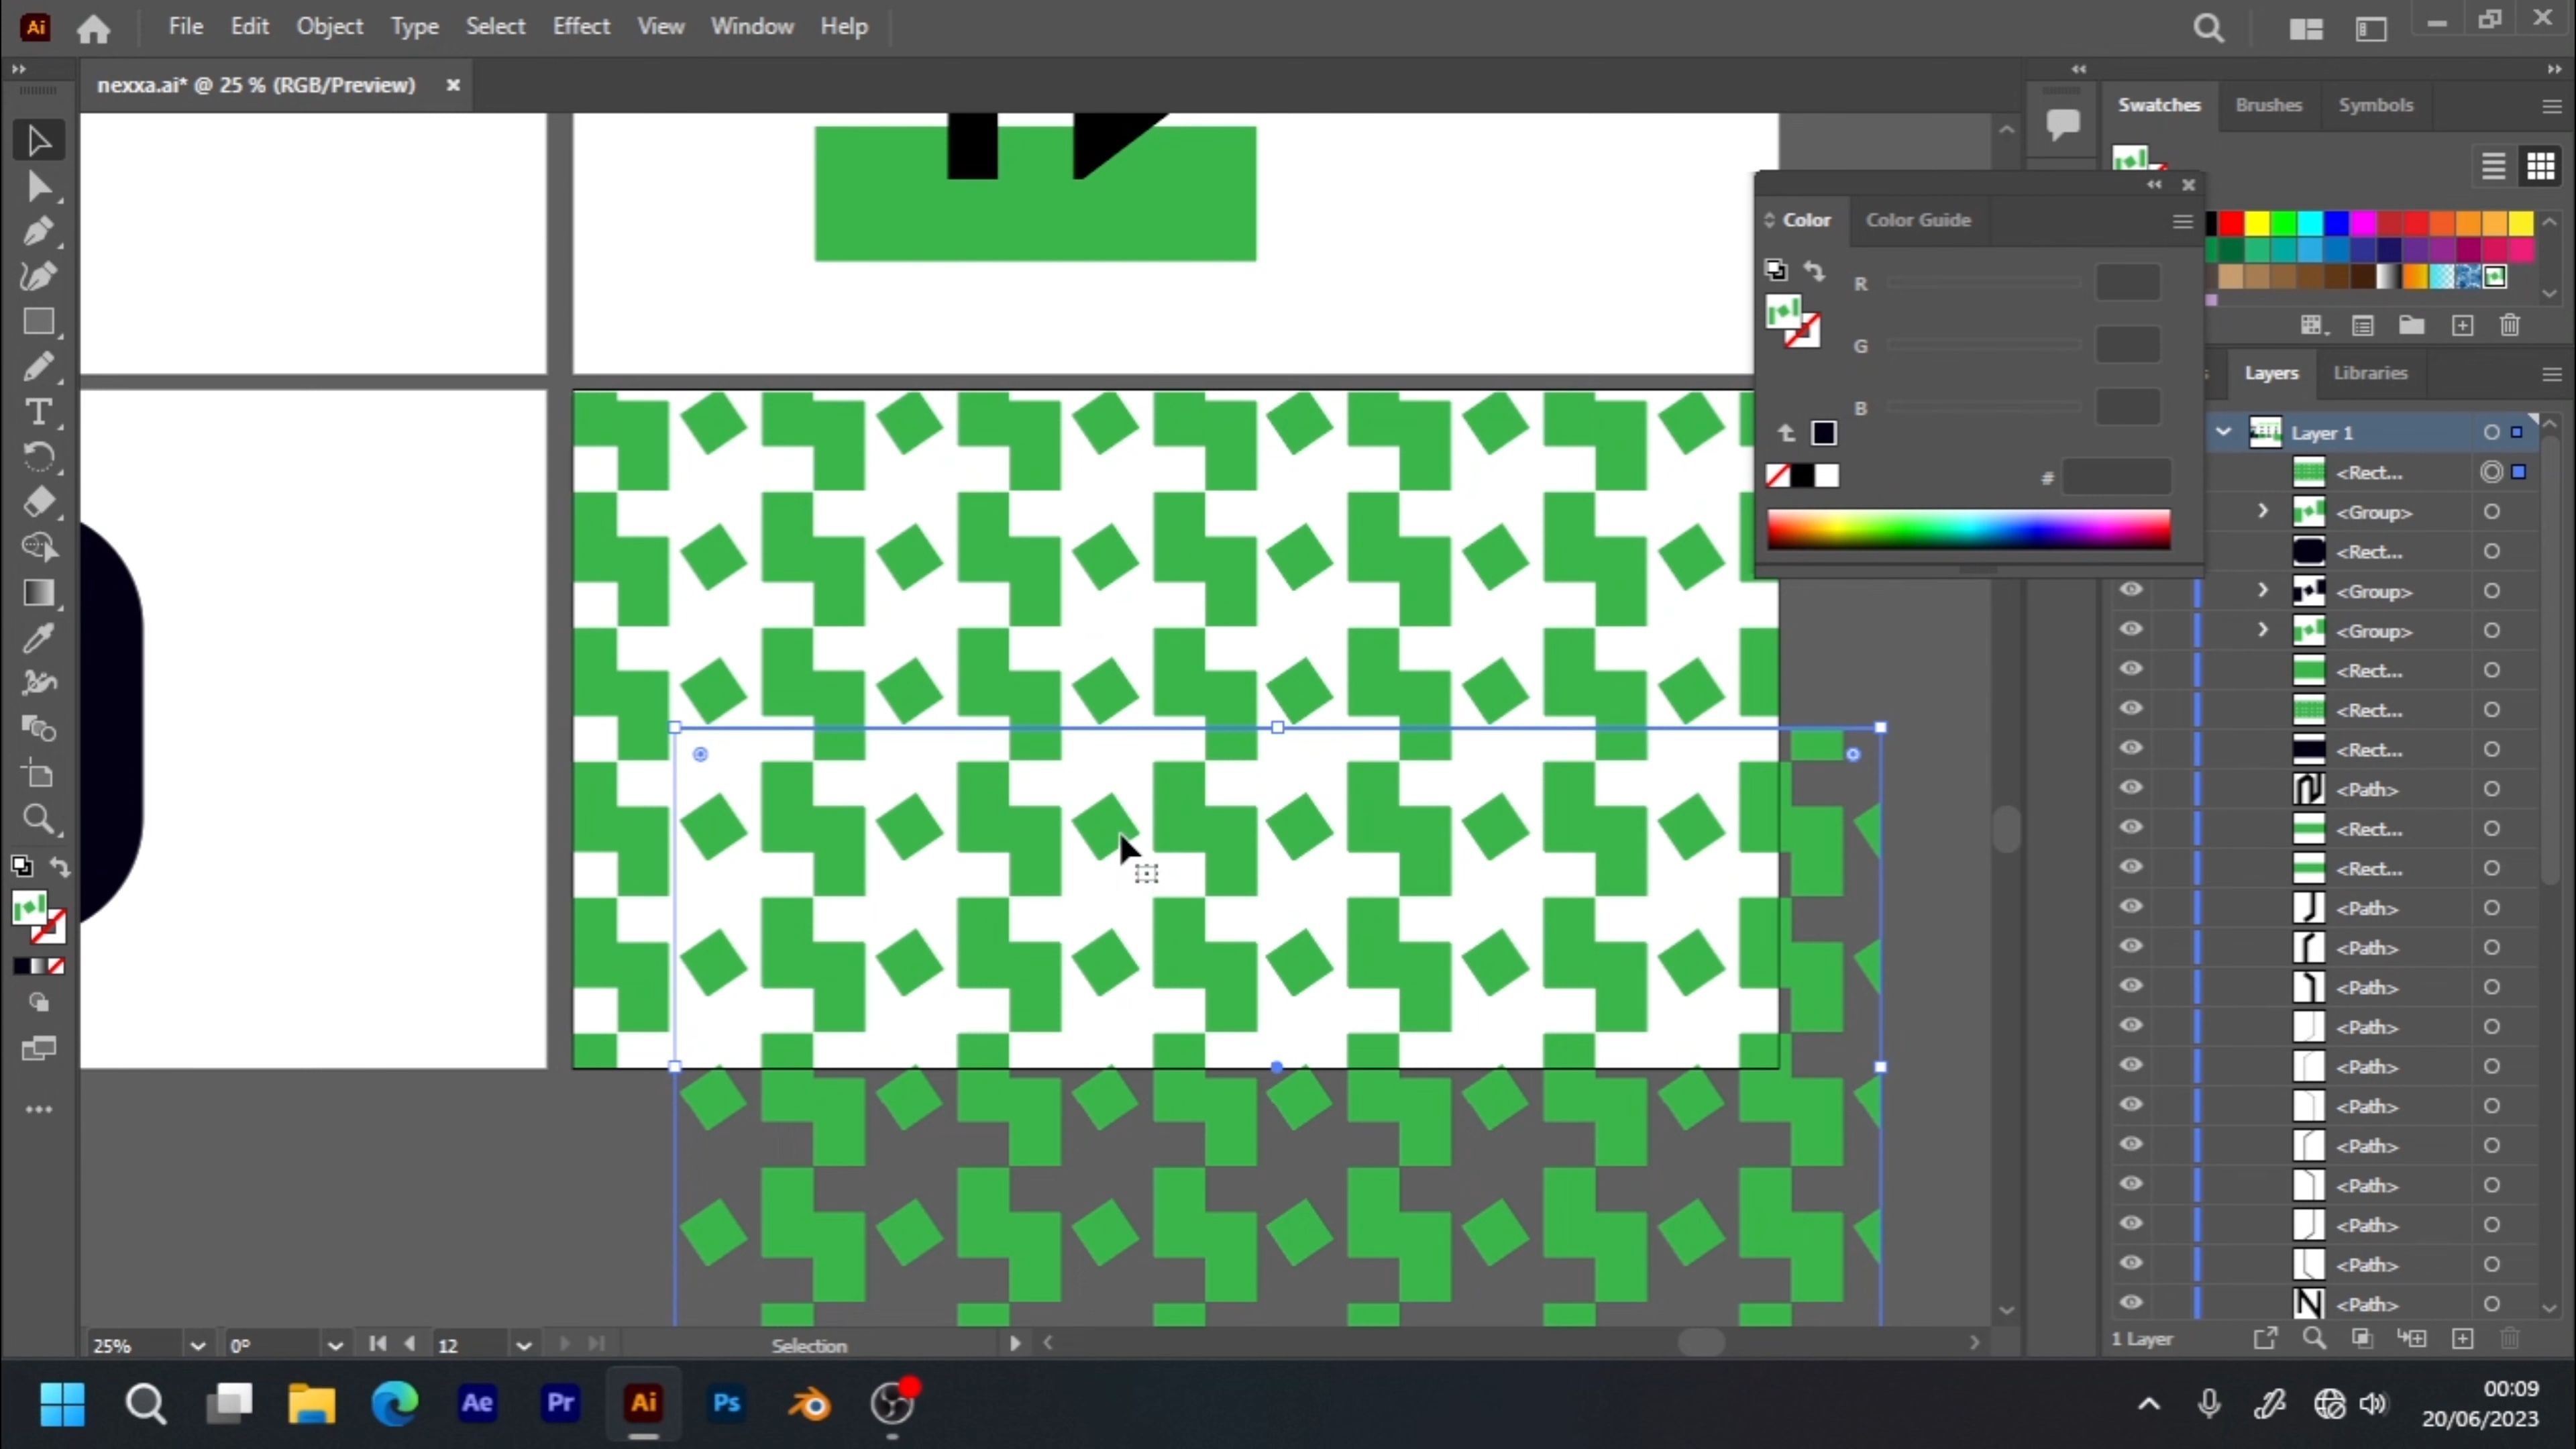 Ai File Edit Object Type Select Effect View Window Help
nexxa.ai* @ 25 % (RGB/Preview)
Swatches Brushes Symbols
Color Color Guide
R
G
B
#
Layers Libraries
Layer 1
<Rect...
<Group>
<Rect...
<Group>
<Group>
<Rect...
<Rect...
<Rect...
<Path>
<Rect...
<Rect...
<Path>
<Path>
<Path>
<Path>
<Path>
<Path>
<Path>
<Path>
<Path>
<Path>
<Path>
25% 0° 12 Selection
1 Layer
Ae Pr Ai Ps
00:09
20/06/2023